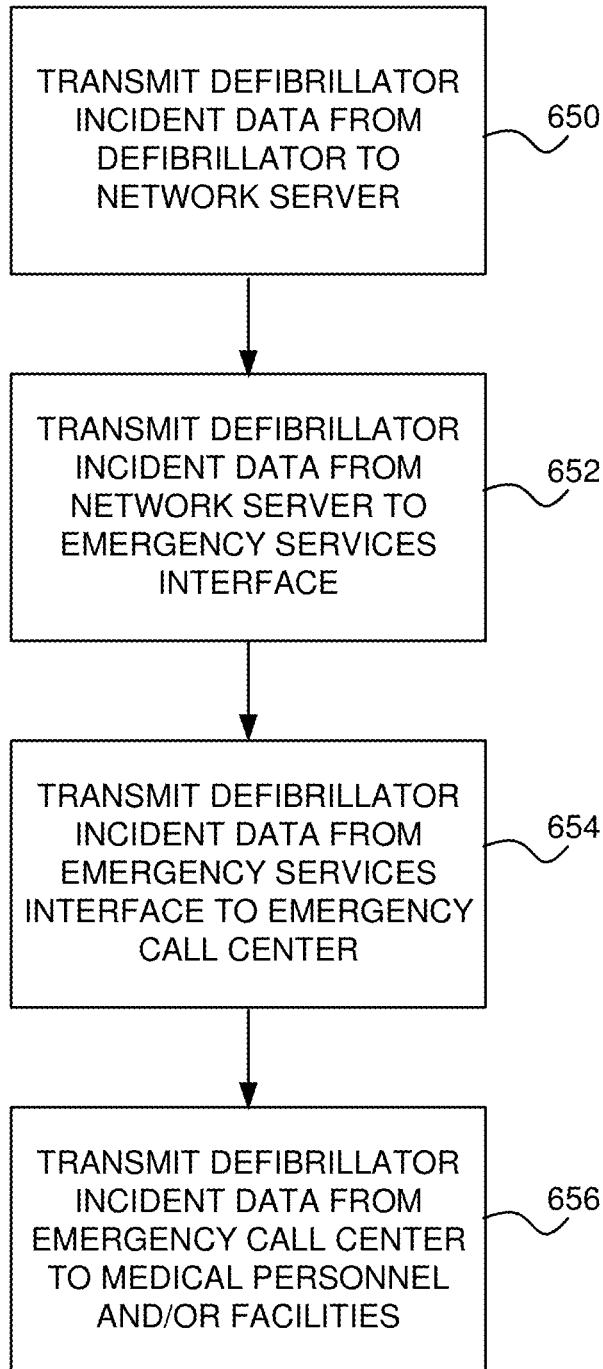 TRANSMIT DEFIBRILLATOR
INCIDENT DATA FROM
DEFIBRILLATOR TO
NETWORK SERVER
650
TRANSMIT DEFIBRILLATOR
INCIDENT DATA FROM
NETWORK SERVER TO
EMERGENCY SERVICES
INTERFACE
652
TRANSMIT DEFIBRILLATOR
INCIDENT DATA FROM
EMERGENCY SERVICES
INTERFACE TO EMERGENCY
CALL CENTER
654
TRANSMIT DEFIBRILLATOR
INCIDENT DATA FROM
EMERGENCY CALL CENTER
TO MEDICAL PERSONNEL
AND/OR FACILITIES
656